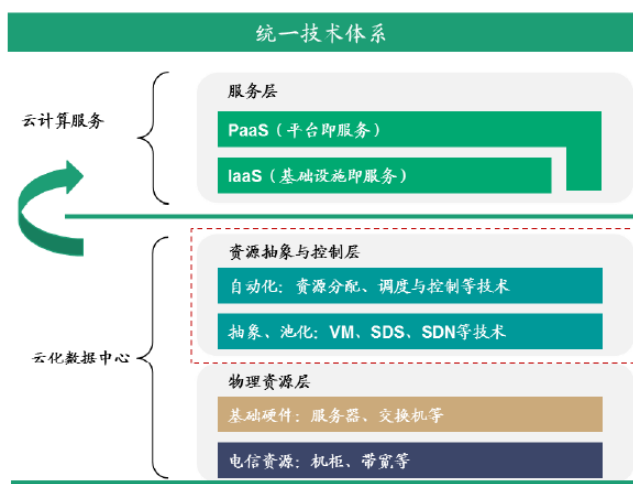 统一技术体系
服务层
云计算服务
PaaS（平台即服务）
IaaS（基础设施即服务）
资源抽象与控制层
自动化：资源分配、调度与控制等技术
抽象、池化：VM、SDS、SDN等技术
云化数据中心
物理资源层
基础硬件：服务器、交换机等
电信资源：机柜、带宽等